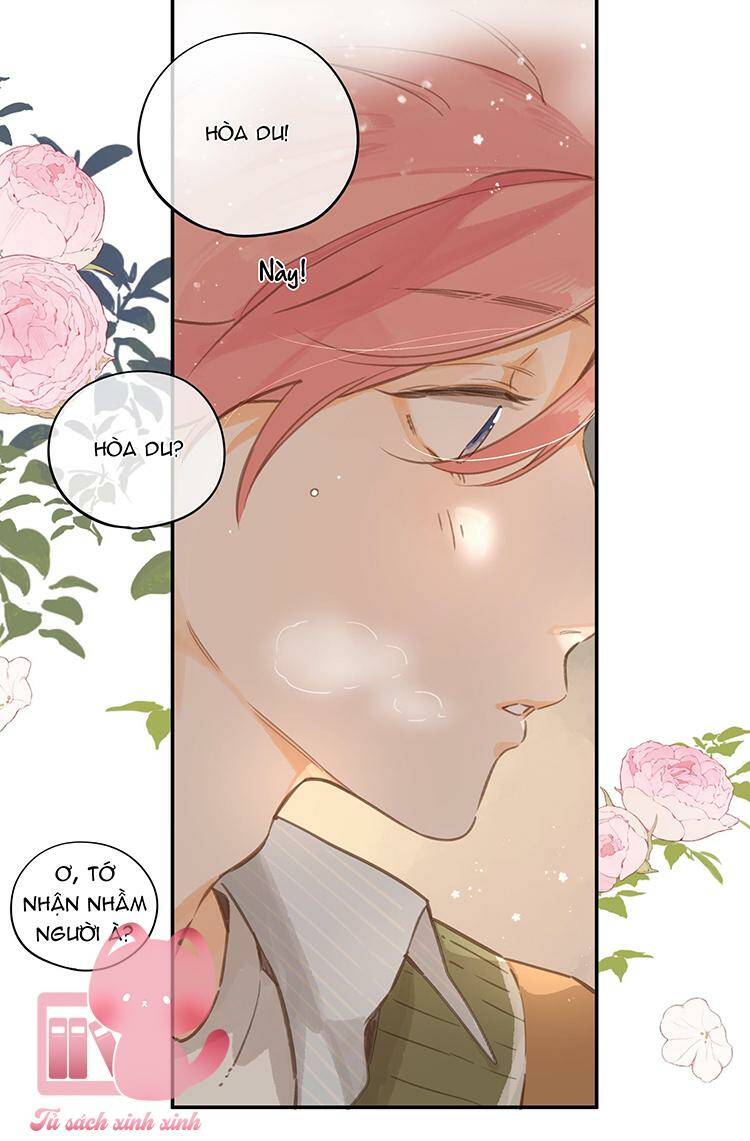 HÒA DU!
Này!
HÒA DU?
Ơ, TỚ
NHẬN NHẦM
NGƯỜI À?
Tủ sách xinh xinh